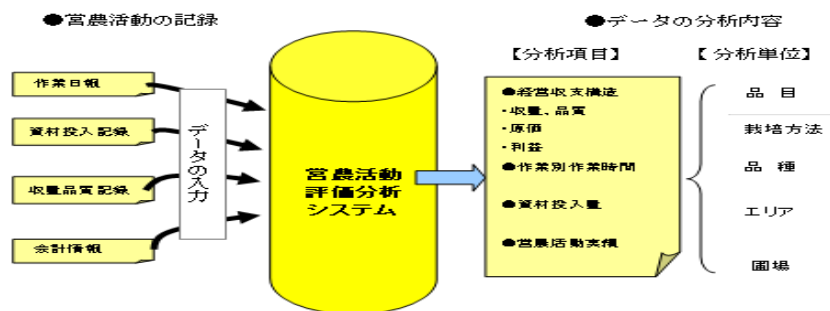 ●営農活動の記録
作業日報
資材投入記録
収量品質記録
会計情報
データの入力
営農活動
評価分析
システム
●データの分析内容
【分析項目】
●経営収支構造
・収量、品質
・原価
・利益
●作業別作業時間
●資材投入量
●営農活動実績
【分析単位】
品目
栽培方法
品種
エリア
圃場